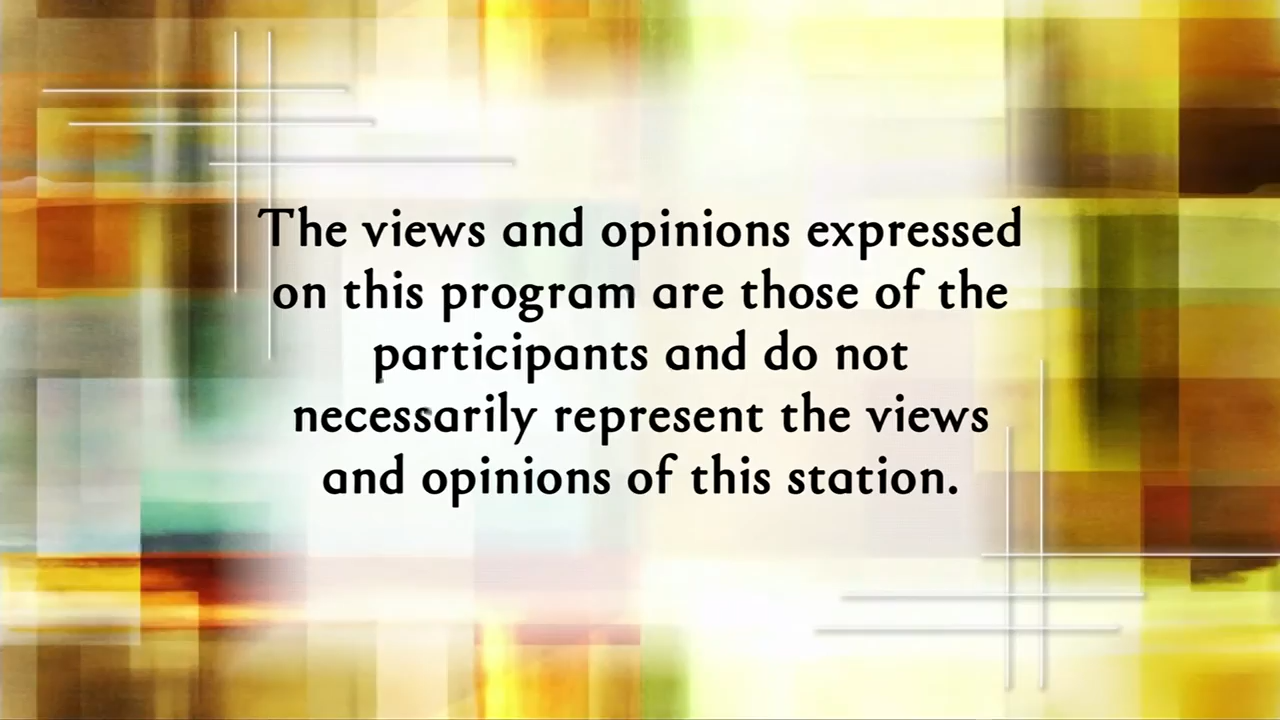 The views and opinions expressed
on this program are those of the
participants and do not
necessarily represent the views
and opinions of this station.